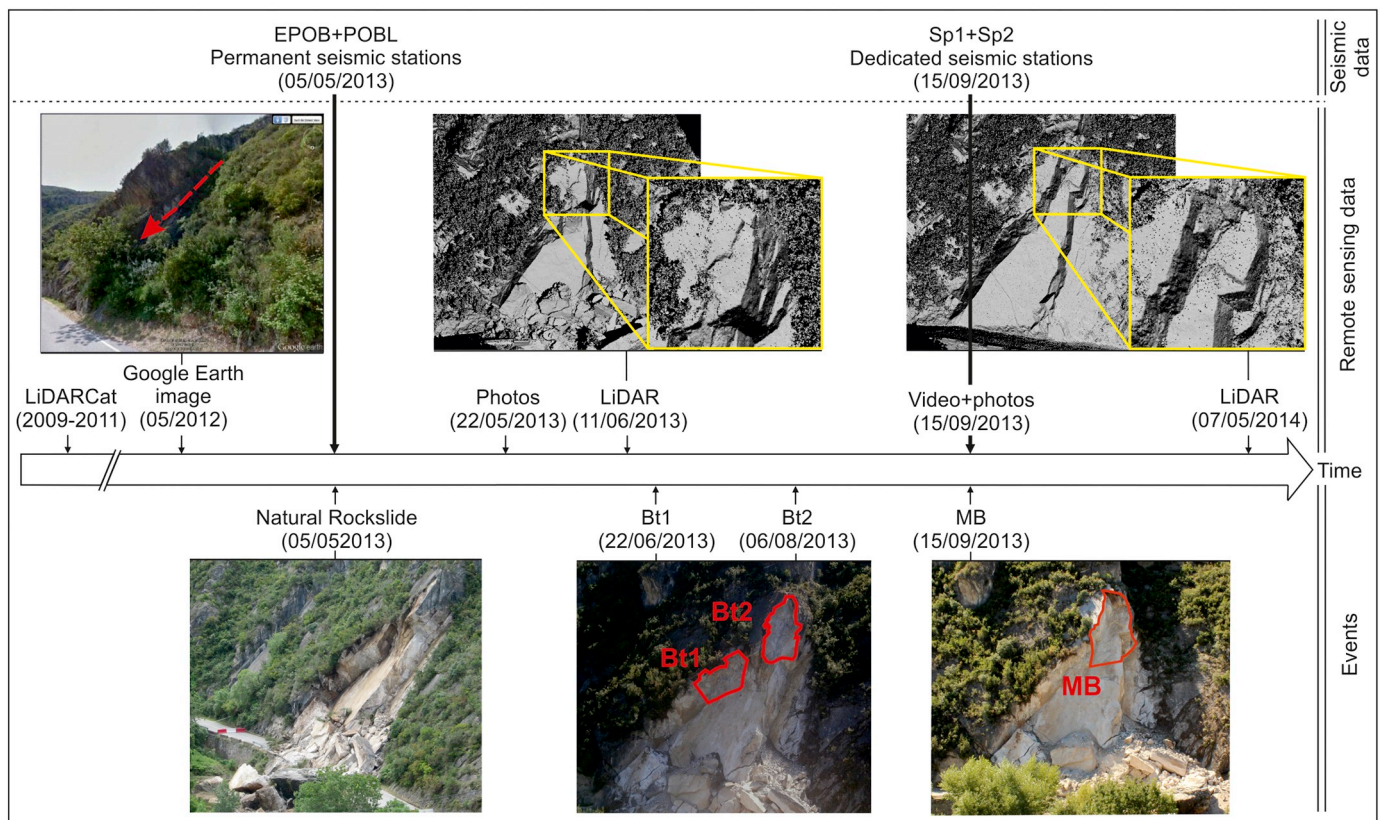 EPOB+POBL
Permanent seismic stations
(05/05/2013)
Sp1+Sp2
Dedicated seismic stations
(15/09/2013)
Seismic
data
Google earth
Remote sensing data
LiDARCat
(2009-2011)
Google Earth
image
(05/2012)
Photos
(22/05/2013)
LiDAR
(11/06/2013)
Video+photos
(15/09/2013)
LiDAR
(07/05/2014)
Time
Natural Rockslide
(05/052013)
Bt1
(22/06/2013)
Bt2
(06/08/2013)
MB
(15/09/2013)
Bt2
Bt1
MB
Events